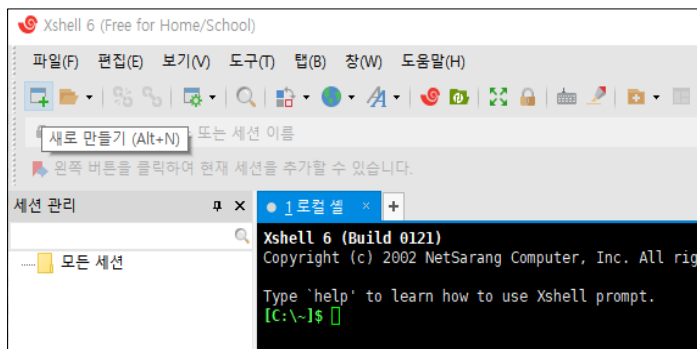 Xshell 6 (Free for Home/School)
파일(F) 편집(E) 보기(V) 도구(T) 탭(B) 창(W) 도움말(H)
새로 만들기 (Alt+N) 또는 세션 이름
왼쪽 버튼을 클릭하여 현재 세션을 추가할 수 있습니다.
세션 관리
1 로컬 셸
모든 세션
Xshell 6 (Build 0121)
Copyright (c) 2002 NetSarang Computer, Inc. All rig
Type `help' to learn how to use Xshell prompt.
[C:\~]$